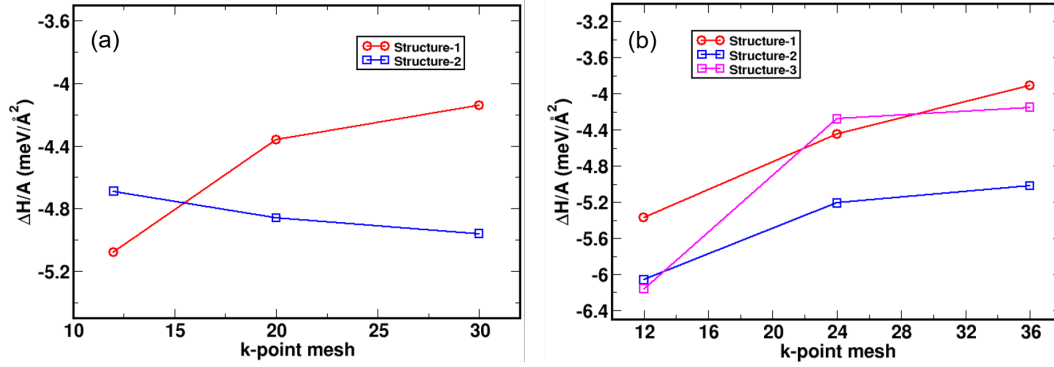 (a)
Structure-1
Structure-2
-3.6
-4
-4.4
-4.8
-5.2
ΔH/A (meV/Å²)
10
15
20
25
30
k-point mesh
(b)
Structure-1
Structure-2
Structure-3
-3.2
-3.6
-4
-4.4
-4.8
-5.2
-5.6
-6
-6.4
ΔH/A (meV/Å²)
12
16
20
24
28
32
36
k-point mesh